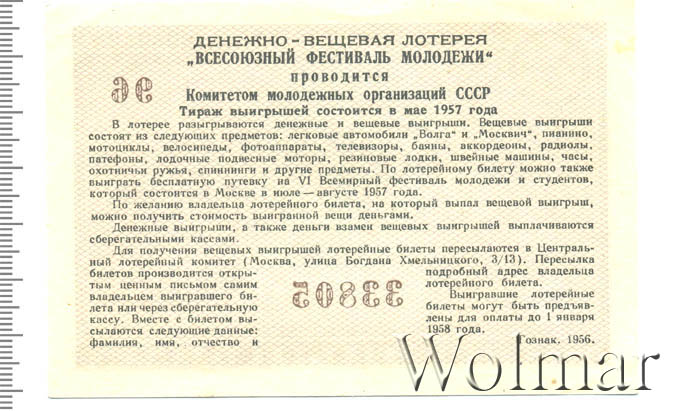 ДЕНЕЖНО-ВЕЩЕВАЯ ЛОТЕРЕЯ
„ВСЕСОЮЗНЫЙ ФЕСТИВАЛЬ МОЛОДЕЖИ“
проводится
Комитетом молодежных организаций СССР
96
Тираж выигрышей состоится в мае 1957 года
В лотерее разыгрываются денежные и вещевые выигрыши. Вещевые выигрыши
состоят из следующих предметов: легковые автомобили „Волга“ и „Москвич“, пианино,
мотоциклы, велосипеды, фотоаппараты, телевизоры, баяны, аккордеоны, радиолы,
патефоны, лодочные подвесные моторы, резиновые лодки, швейные машины, часы,
охотничьи ружья, спиннинги и другие предметы. По лотерейному билету можно также
выиграть бесплатную путевку на VI Всемирный фестиваль молодежи и студентов,
который состоится в Москве в июле—августе 1957 года.
По желанию владельца лотерейного билета, на который выпал вещевой выигрыш,
можно получить стоимость выигранной вещи деньгами.
Денежные выигрыши, а также деньги взамен вещевых выигрышей выплачиваются
сберегательными кассами.
Для получения вещевых выигрышей лотерейные билеты пересылаются в Централь-
ный лотерейный комитет (Москва, улица Богдана Хмельницкого, 3/13). Пересылка
билетов производится откры-
тым ценным письмом самим
владельцем выигравшего би-
лета или через сберегательную
кассу. Вместе с билетом вы-
сылаются следующие данные:
фамилия, имя, отчество и
33805
подробный адрес владельца
лотерейного билета.
Выигравшие лотерейные
билеты могут быть предъяв-
лены для оплаты до 1 января
1958 года.
Гознак. 1956.
Wolmar